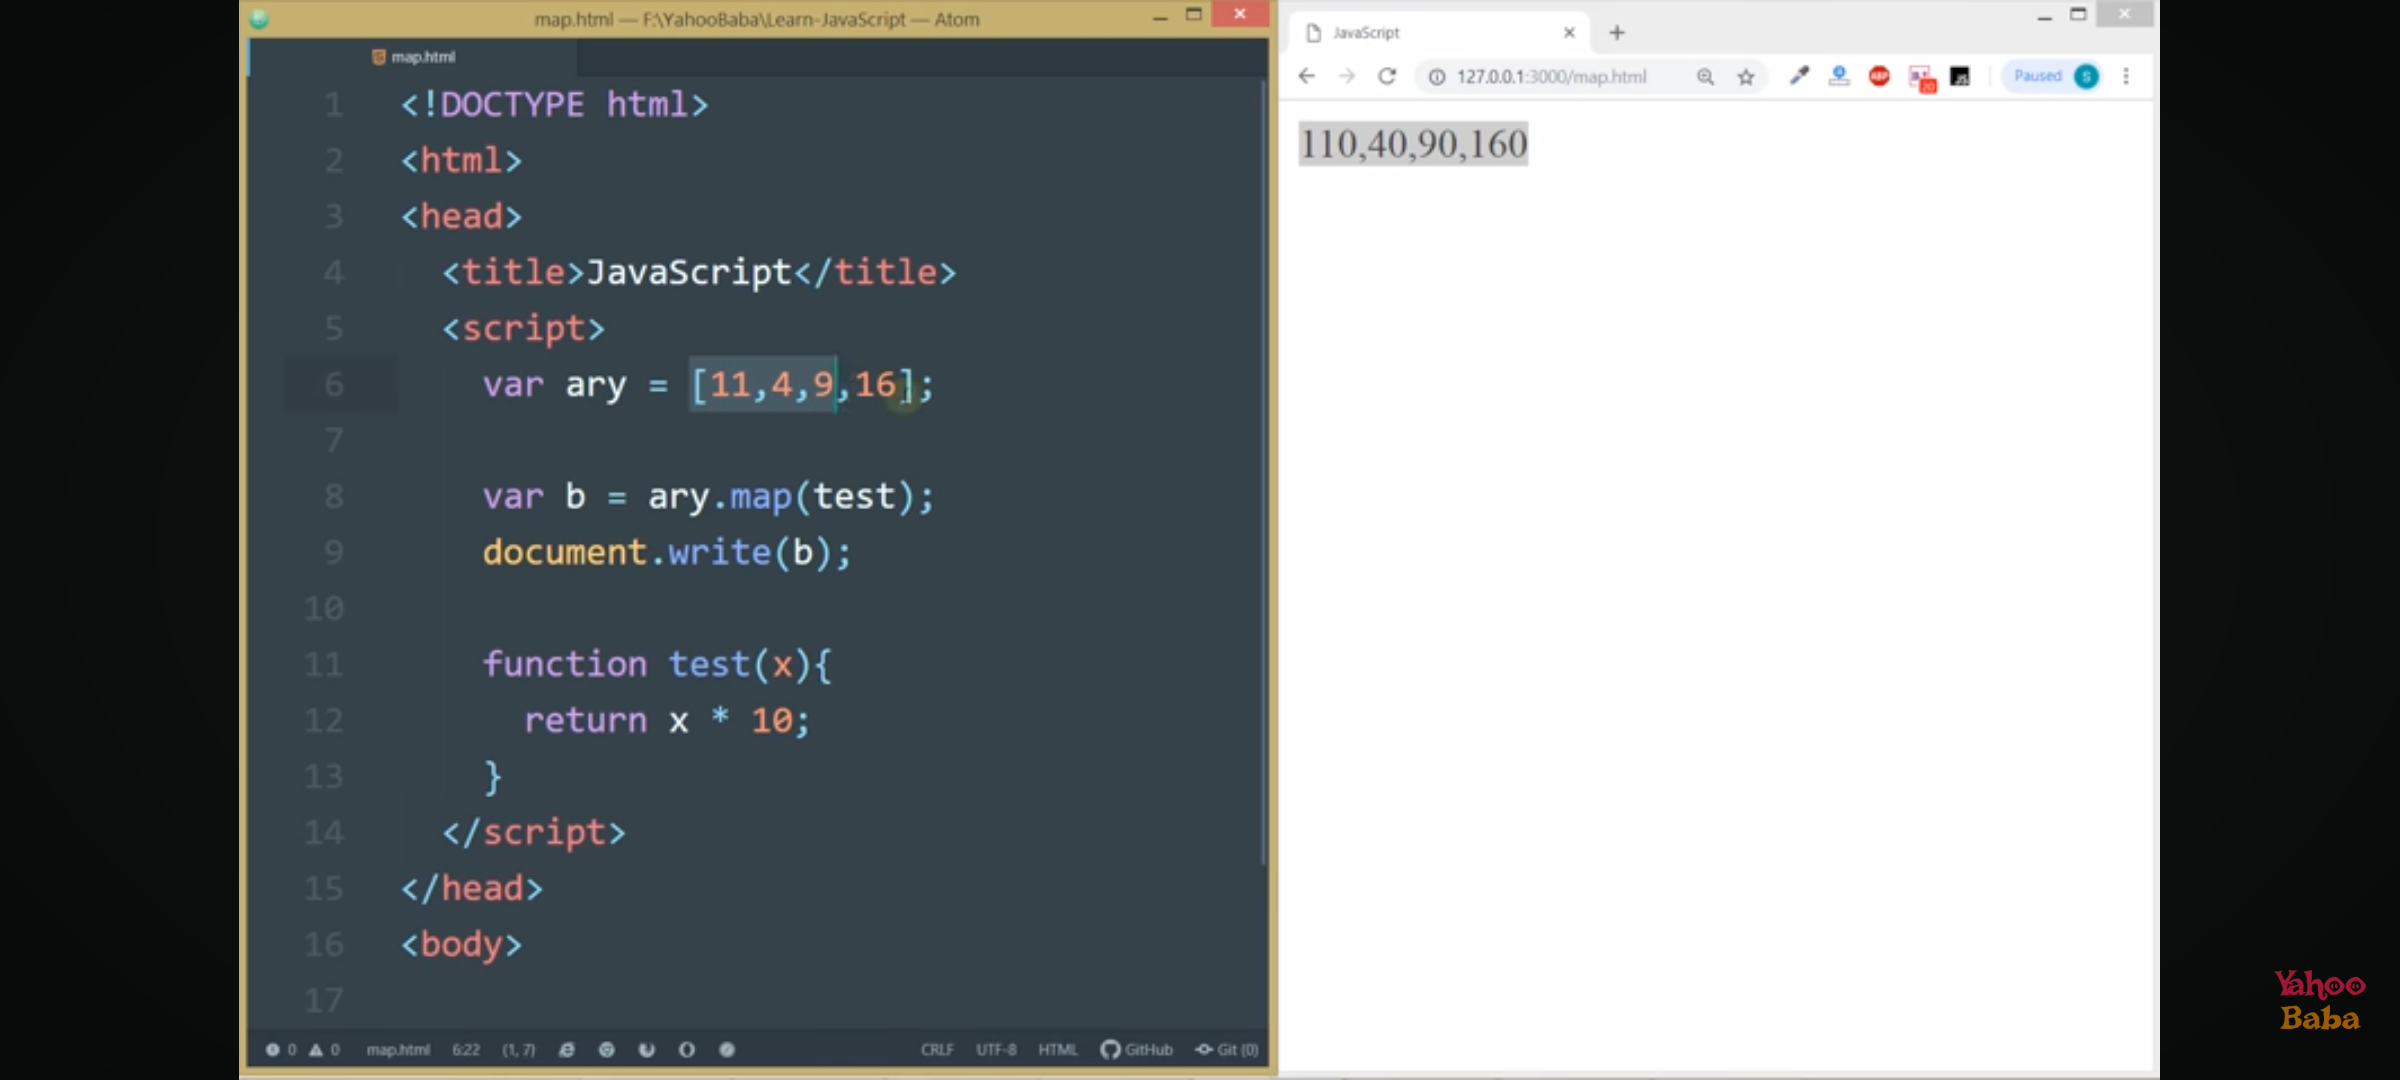 map.html — F:\YahooBaba\Learn-JavaScript — Atom
map.html
1 <!DOCTYPE html>
2 <html>
3 <head>
4 <title>JavaScript</title>
5 <script>
6 var ary = [11,4,9,16];
7
8 var b = ary.map(test);
9 document.write(b);
10
11 function test(x){
12 return x * 10;
13 }
14 </script>
15 </head>
16 <body>
17
0 0 map.html 6:22 (1, 7) CRLF UTF-8 HTML GitHub Git (0)
JavaScript
127.0.0.1:3000/map.html ABP 20 Paused S
110,40,90,160
Yahoo
Baba